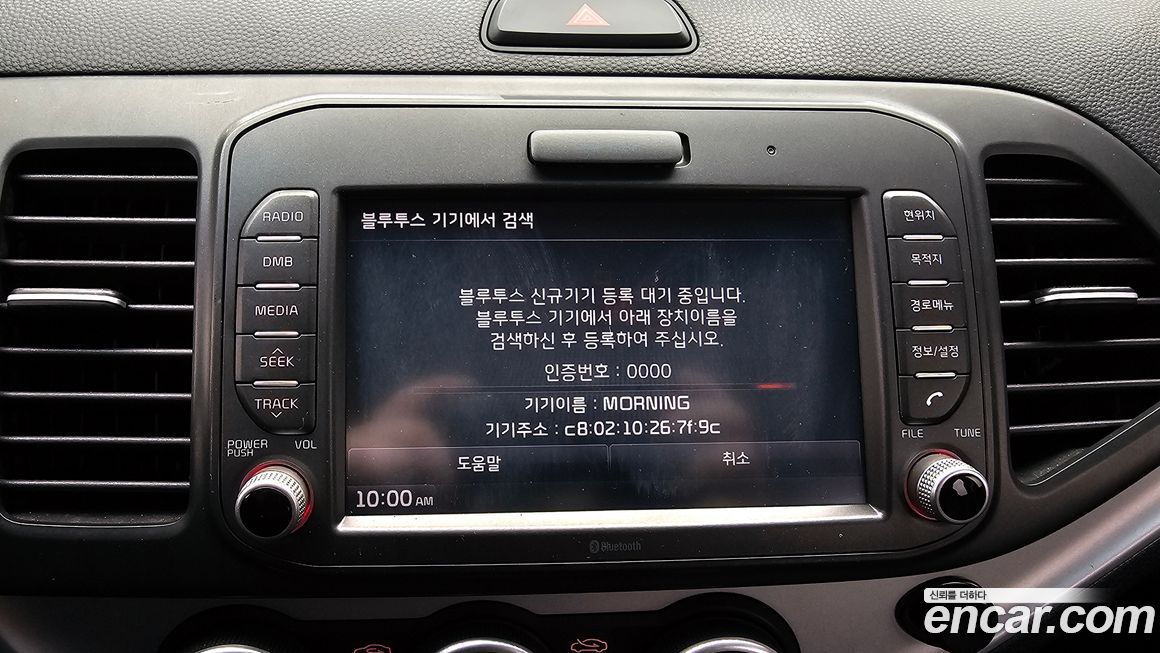 RADIO
DMB
MEDIA
SEEK
TRACK
POWER
PUSH
VOL
블루투스 기기에서 검색
블루투스 신규기기 등록 대기 중입니다.
블루투스 기기에서 아래 장치이름을
검색하신 후 등록하여 주십시오.
인증번호 : 0000
기기이름 : MORNING
기기주소 : c8:02:10:26:7f:9c
도움말
취소
10:00 AM
현위치
목적지
경로메뉴
정보/설정
FILE
TUNE
Bluetooth
신뢰를 더하다
encar.com